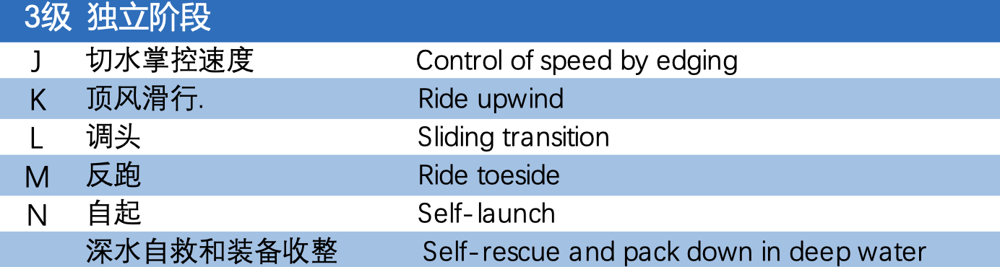 3级 独立阶段
J 切水掌控速度 Control of speed by edging
K 顶风滑行. Ride upwind
L 调头 Sliding transition
M 反跑 Ride toeside
N 自起 Self-launch
深水自救和装备收整 Self-rescue and pack down in deep water